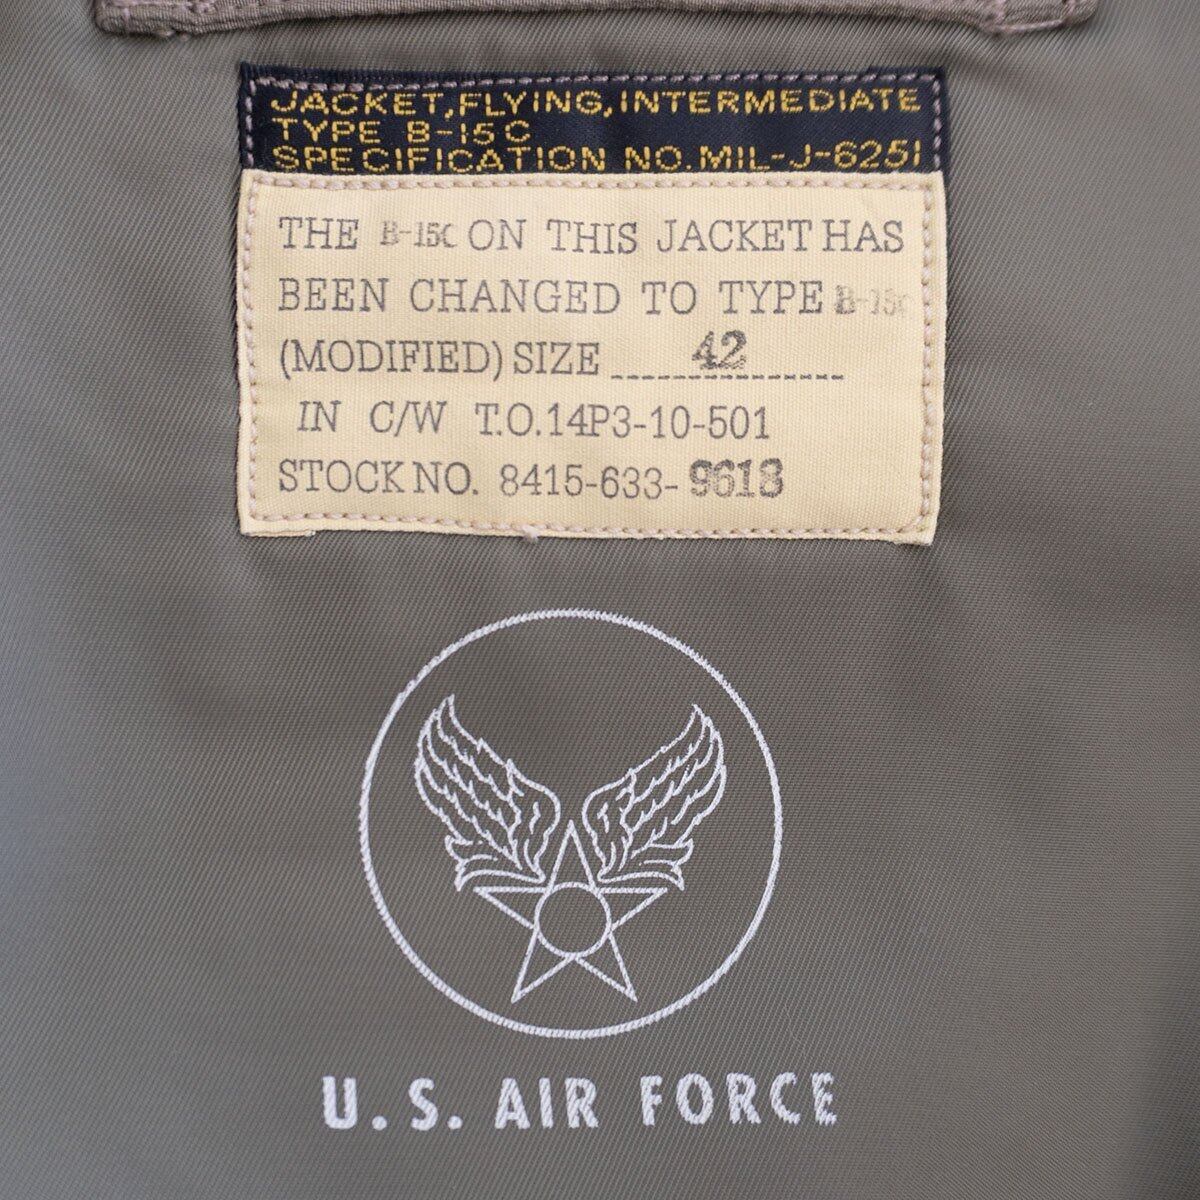 JACKET,FLYING,INTERMEDIATE
TYPE B-15C
SPECIFICATION NO.MIL-J-6251
THE B-15C ON THIS JACKET HAS
BEEN CHANGED TO TYPE B-15C
(MODIFIED) SIZE 42
IN C/W T.O.14P3-10-501
STOCK NO. 8415-633-9618
U.S. AIR FORCE